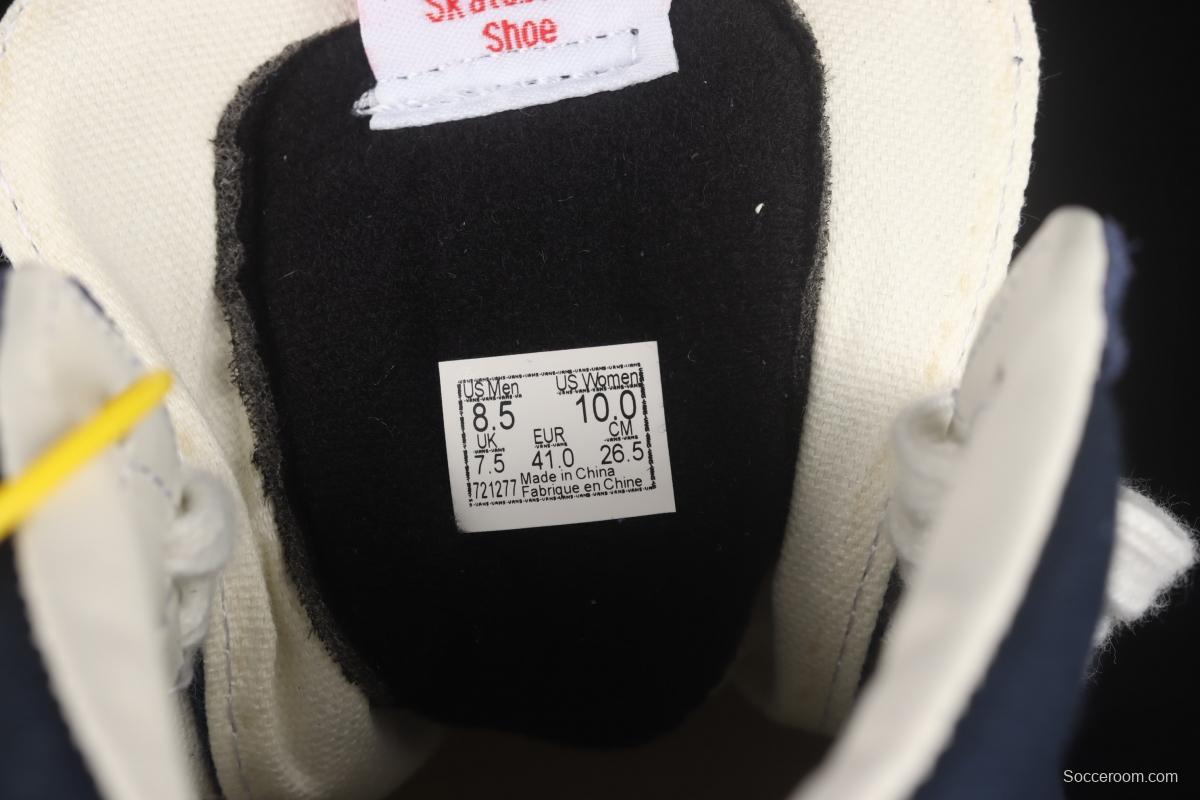 Shoe
US Men US Women
8.5 10.0
UK EUR CM
7.5 41.0 26.5
Made in China
721277 Fabrique en Chine
Socceroom.com